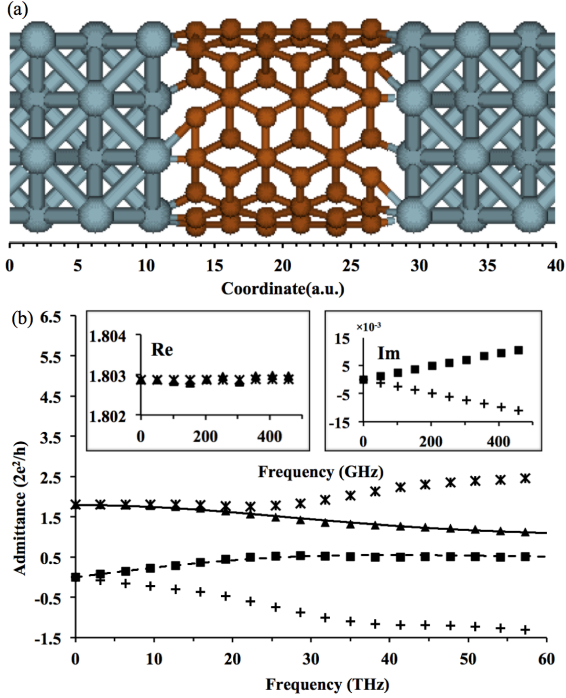 (a)
0 5 10 15 20 25 30 35 40
Coordinate(a.u.)
(b)
6.5
5.5
4.5
3.5
2.5
1.5
0.5
-0.5
-1.5
Admittance (2e²/h)
1.804
1.803
1.802
Re
0 200 400
×10⁻³
15
5
-5
-15
Im
0 200 400
Frequency (GHz)
0 10 20 30 40 50 60
Frequency (THz)